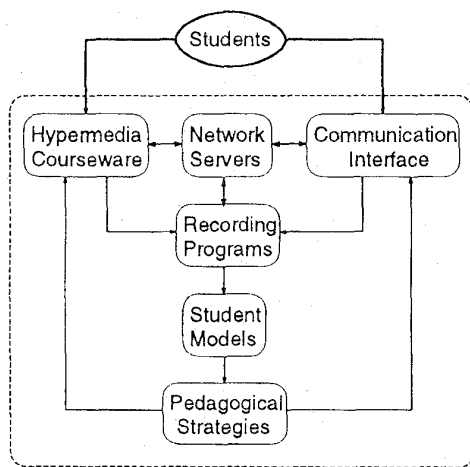 Students
Hypermedia
Courseware
Network
Servers
Communication
Interface
Recording
Programs
Student
Models
Pedagogical
Strategies